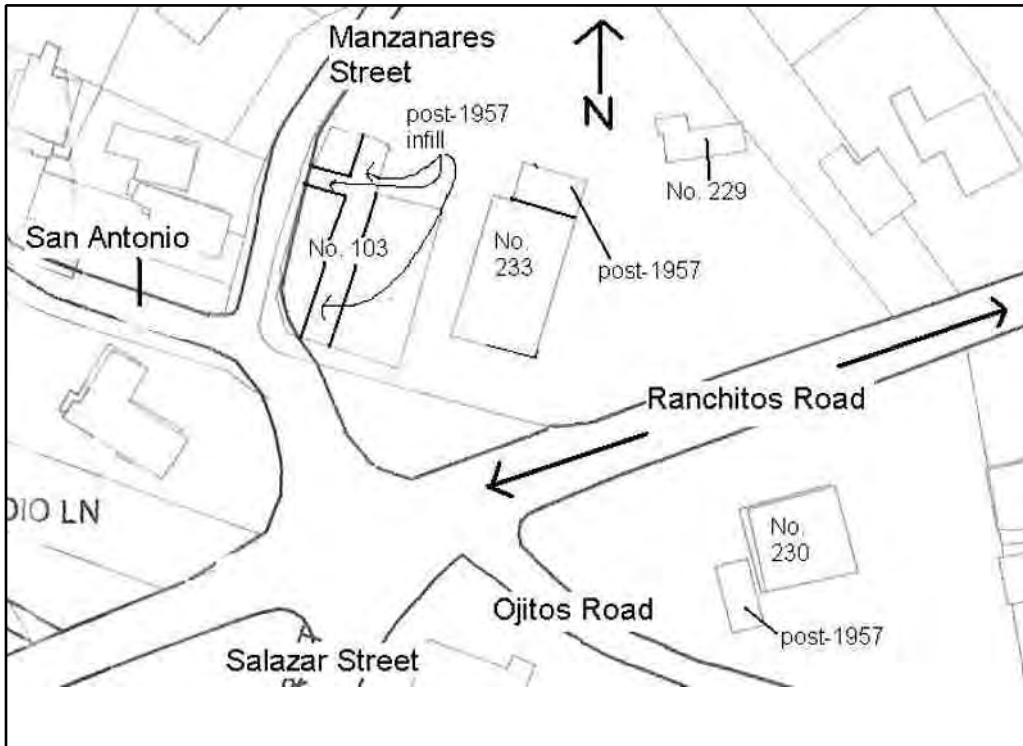 Manzanares
Street
post-1957
infill
N
No. 229
San Antonio
No. 103
No.
233
post-1957
Ranchitos Road
DIO LN
No.
230
Ojitos Road
post-1957
Salazar Street